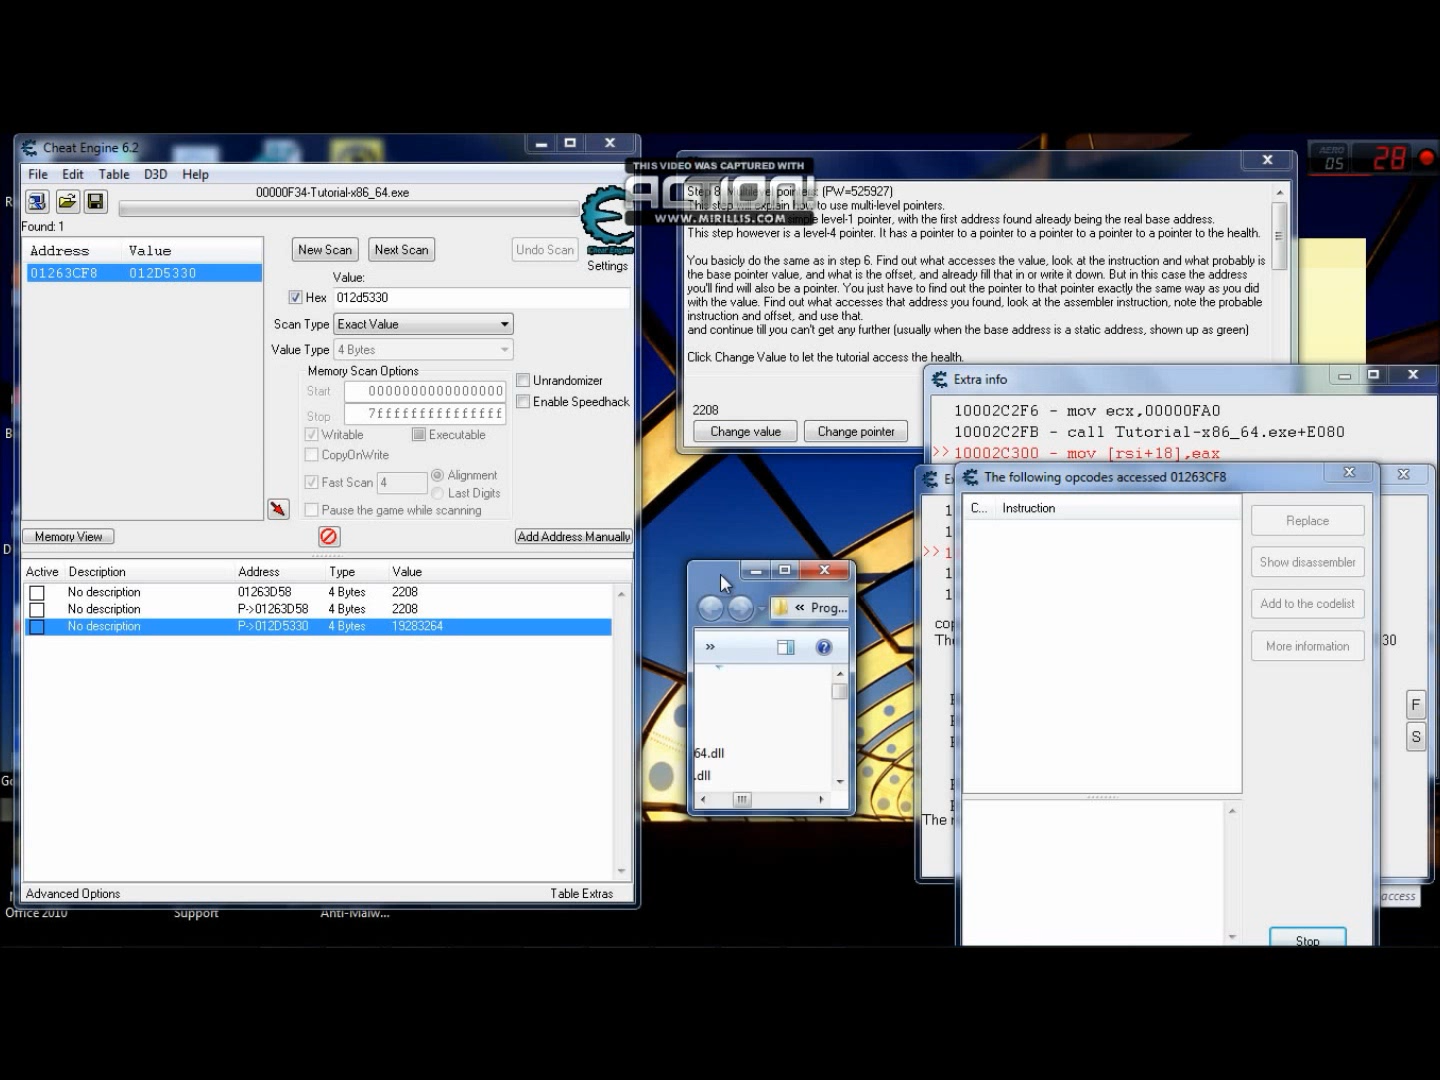 Cheat Engine 6.2
File Edit Table D3D Help
00000F34-Tutorial-x86_64.exe
Found: 1
Address Value
01263CF8 012D5330
New Scan
Next Scan
Undo Scan
Settings
Value:
Hex 012d5330
Scan Type Exact Value
Value Type 4 Bytes
Memory Scan Options
Start 0000000000000000
Stop 7fffffffffffffff
Writable Executable
CopyOnWrite
Fast Scan 4 Alignment
Last Digits
Pause the game while scanning
Unrandomizer
Enable Speedhack
Memory View
Add Address Manually
Active Description Address Type Value
No description 01263D58 4 Bytes 2208
No description P->01263D58 4 Bytes 2208
No description P->012D5330 4 Bytes 19283264
Advanced Options Table Extras
Office 2010
Support
Anti-Malw...
THIS VIDEO WAS CAPTURED WITH
ACTION!
WWW.MIRILLIS.COM
AERO
05
28
Step 8: Multilevel pointers: (PW=525927)
This step will explain how to use multi-level pointers.
simple level-1 pointer, with the first address found already being the real base address.
This step however is a level-4 pointer. It has a pointer to a pointer to a pointer to a pointer to a pointer to the health.
You basicly do the same as in step 6. Find out what accesses the value, look at the instruction and what probably is
the base pointer value, and what is the offset, and already fill that in or write it down. But in this case the address
you'll find will also be a pointer. You just have to find out the pointer to that pointer exactly the same way as you did
with the value. Find out what accesses that address you found, look at the assembler instruction, note the probable
instruction and offset, and use that.
and continue till you can't get any further (usually when the base address is a static address, shown up as green)
Click Change Value to let the tutorial access the health.
2208
Change value
Change pointer
Extra info
10002C2F6 - mov ecx,00000FA0
10002C2FB - call Tutorial-x86_64.exe+E080
>>10002C300 - mov [rsi+18],eax
The following opcodes accessed 01263CF8
C... Instruction
Replace
Show disassembler
Add to the codelist
More information
Stop
30
F
S
access
« Prog...
»
64.dll
.dll